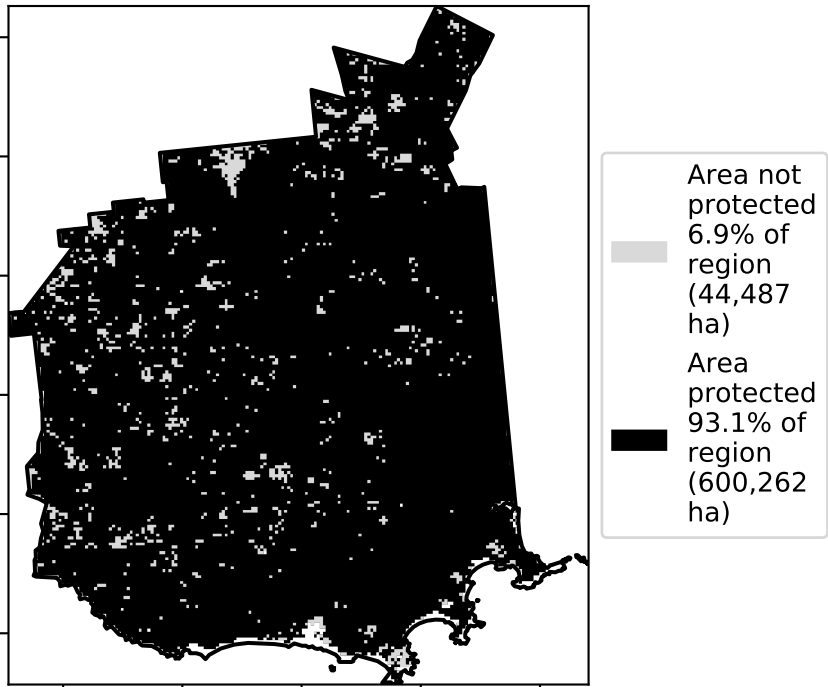 Area not
protected
6.9% of
region
(44,487
ha)
Area
protected
93.1% of
region
(600,262
ha)